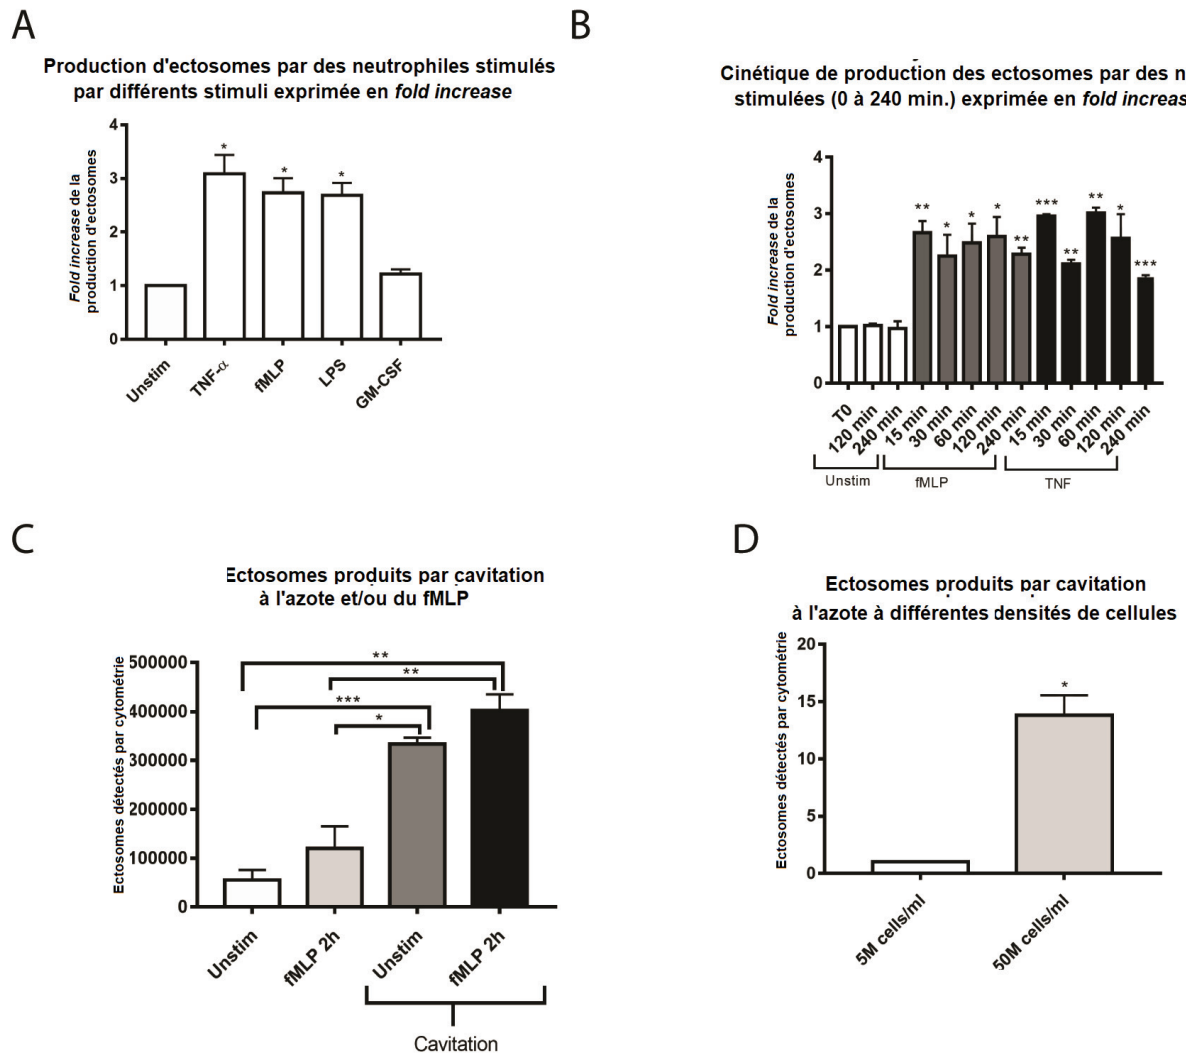 A
Production d'ectosomes par des neutrophiles stimulés
par différents stimuli exprimée en fold increase
Fold increase de la
production d'ectosomes
4
3
2
1
0
*
*
*
Unstim
TNF-α
fMLP
LPS
GM-CSF
B
Cinétique de production des ectosomes par des n
stimulées (0 à 240 min.) exprimée en fold increas
Fold increase de la
production d'ectosomes
4
3
2
1
0
**
*
*
*
**
***
**
**
*
***
T0
120 min
240 min
15 min
30 min
60 min
120 min
240 min
15 min
30 min
60 min
120 min
240 min
Unstim
fMLP
TNF
C
Ectosomes produits par cavitation
à l'azote et/ou du fMLP
Ectosomes détectés par cytométrie
500000
400000
300000
200000
100000
0
**
**
***
*
Unstim
fMLP 2h
Unstim
fMLP 2h
Cavitation
D
Ectosomes produits par cavitation
à l'azote à différentes densités de cellules
Ectosomes détectés par cytométrie
20
15
10
5
0
*
5M cells/ml
50M cells/ml